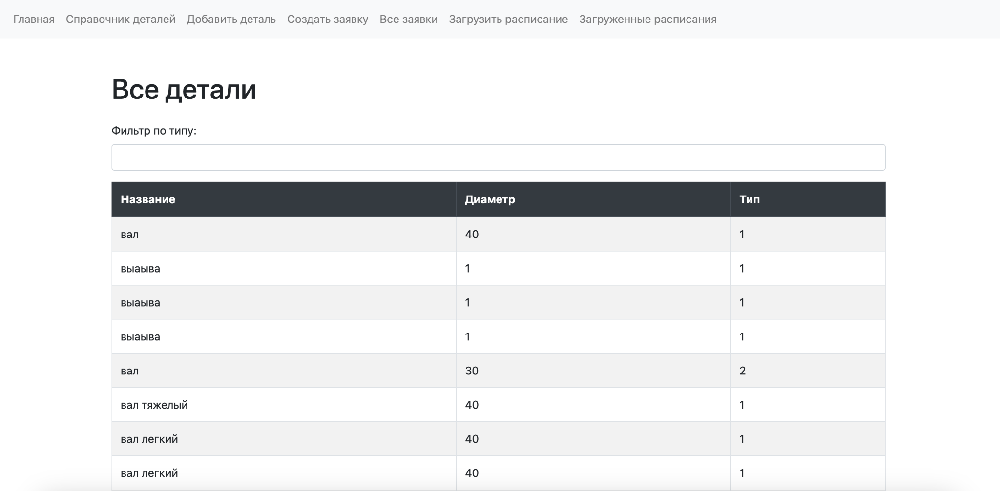 Главная Справочник деталей Добавить деталь Создать заявку Все заявки Загрузить расписание Загруженные расписания
Все детали
Фильтр по типу:
Название Диаметр Тип
вал 40 1
выаыва 1 1
выаыва 1 1
выаыва 1 1
вал 30 2
вал тяжелый 40 1
вал легкий 40 1
вал легкий 40 1